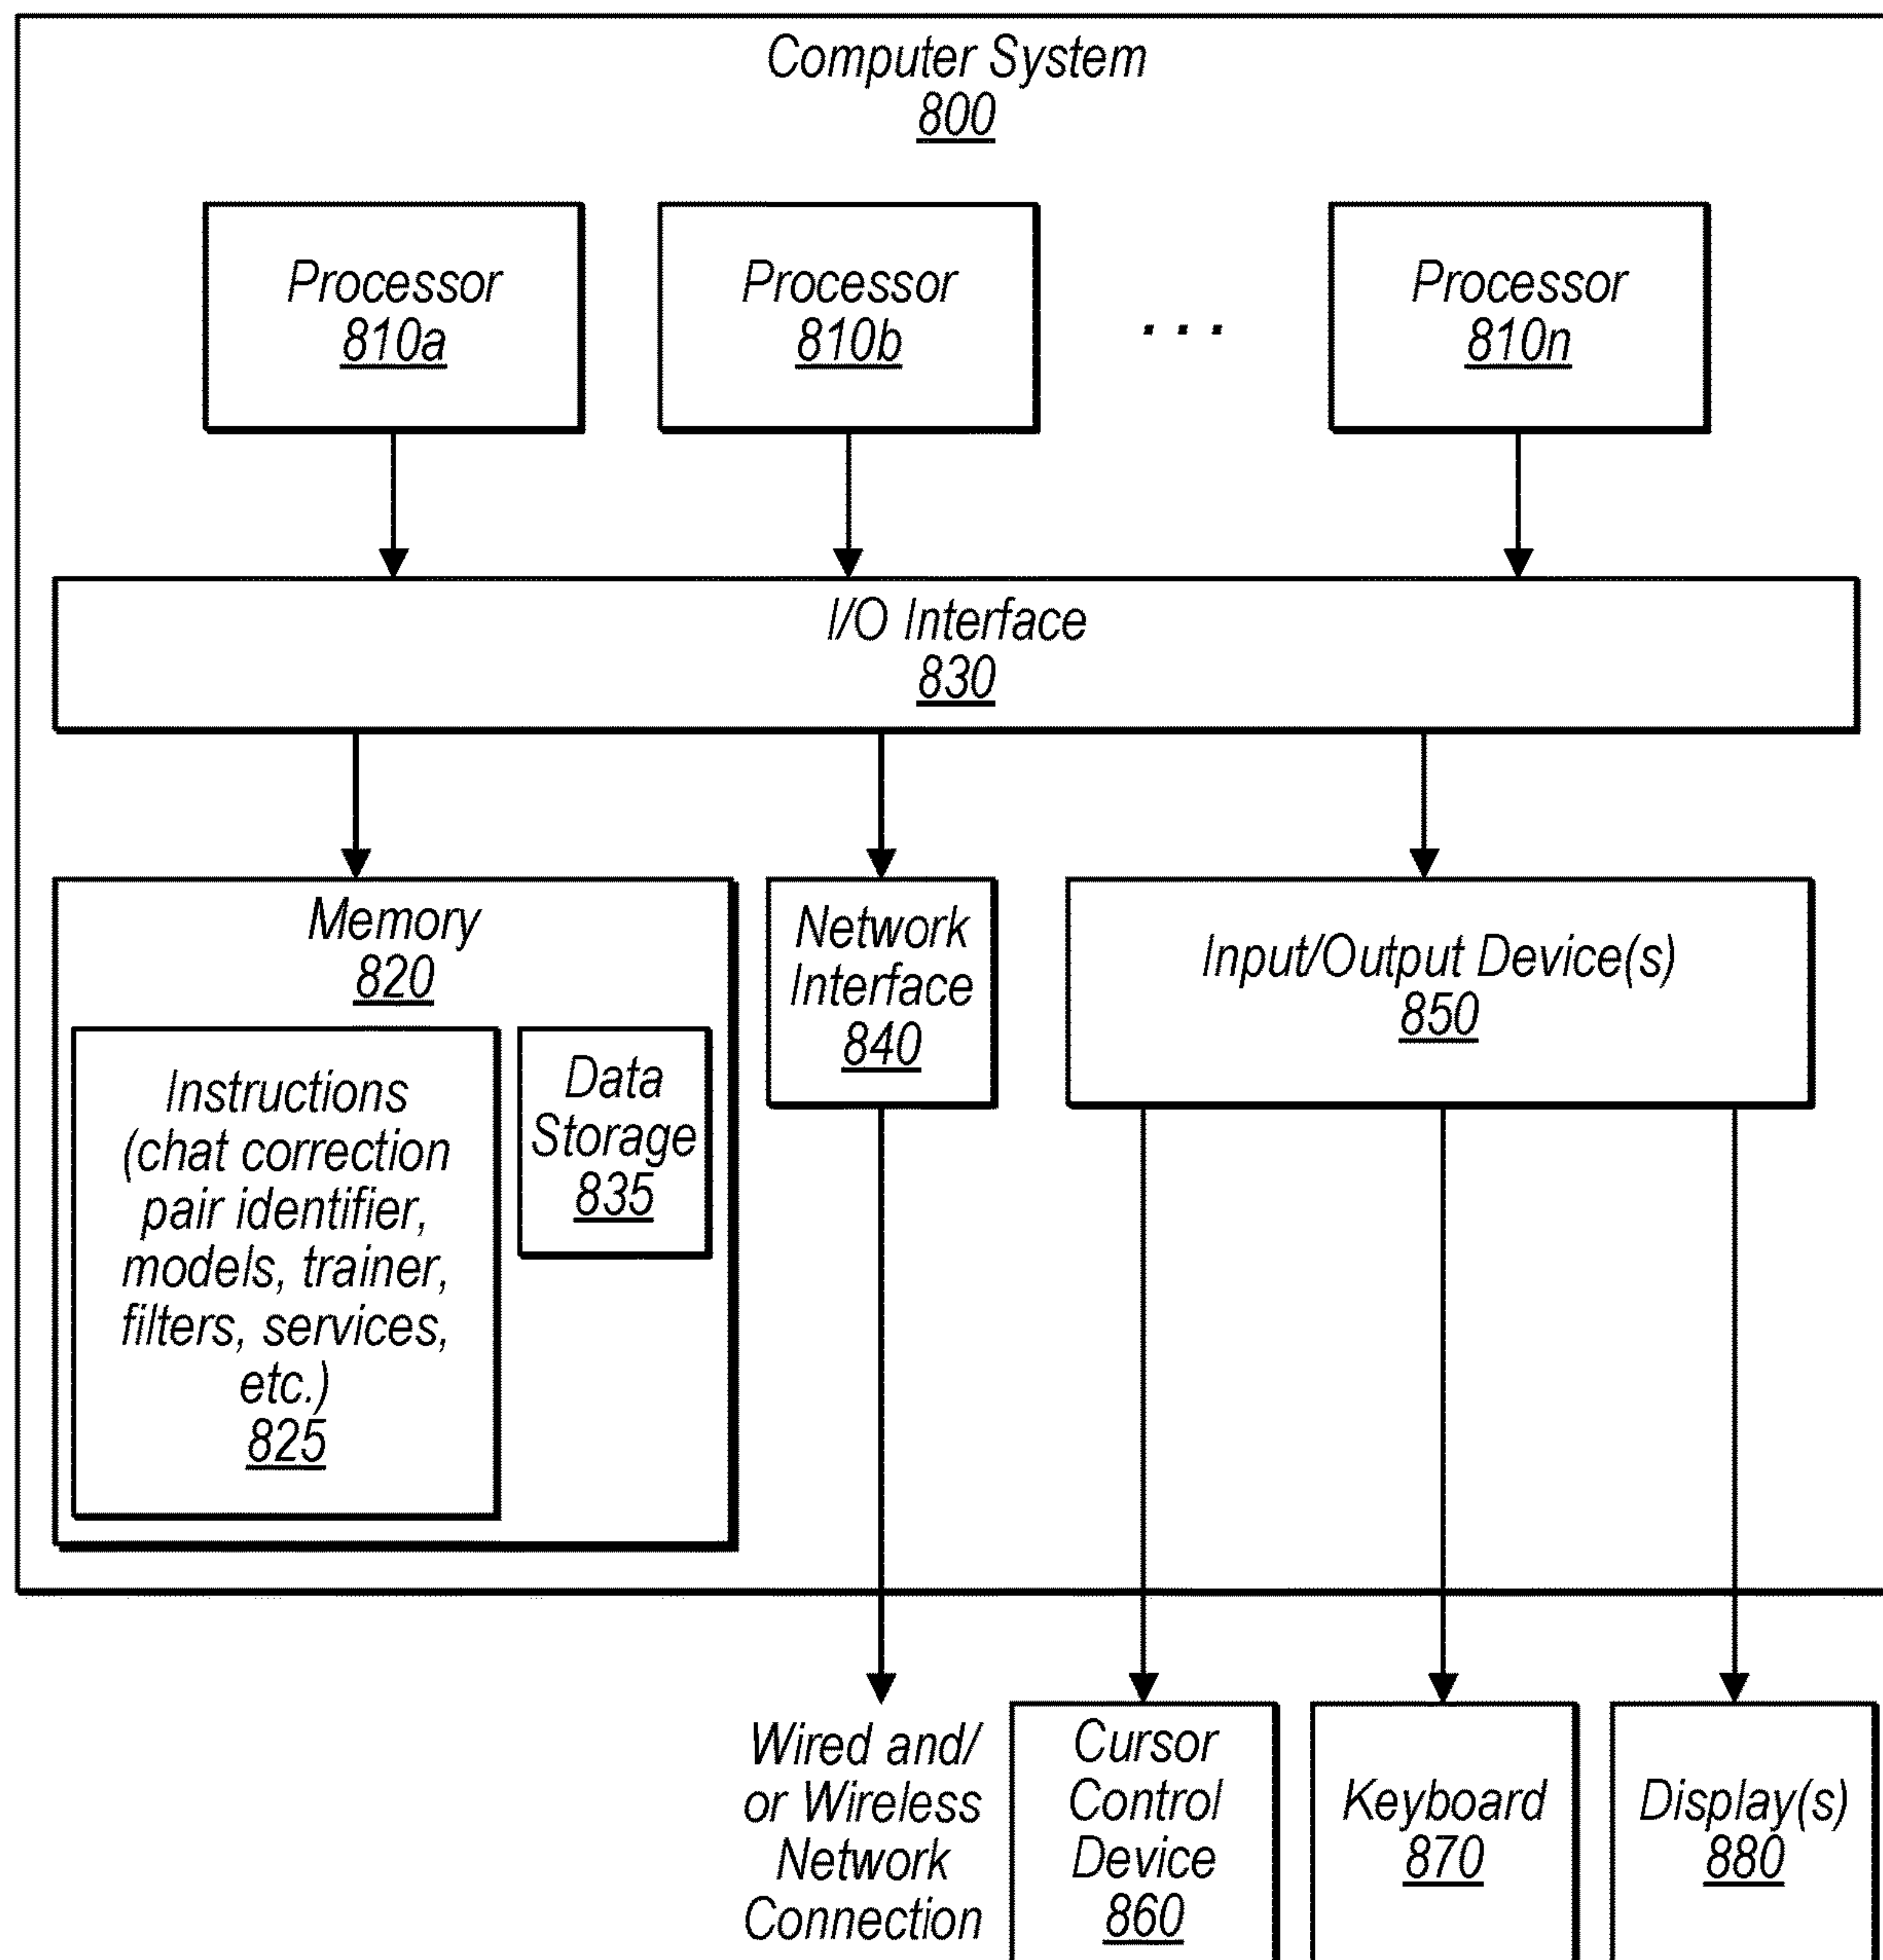 Computer System
800
Processor
810a
Processor
810b
. . .
Processor
810n
I/O Interface
830
Memory
820
Instructions
(chat correction
pair identifier,
models, trainer,
filters, services,
etc.)
825
Data
Storage
835
Network
Interface
840
Input/Output Device(s)
850
Wired and/
or Wireless
Network
Connection
Cursor
Control
Device
860
Keyboard
870
Display(s)
880